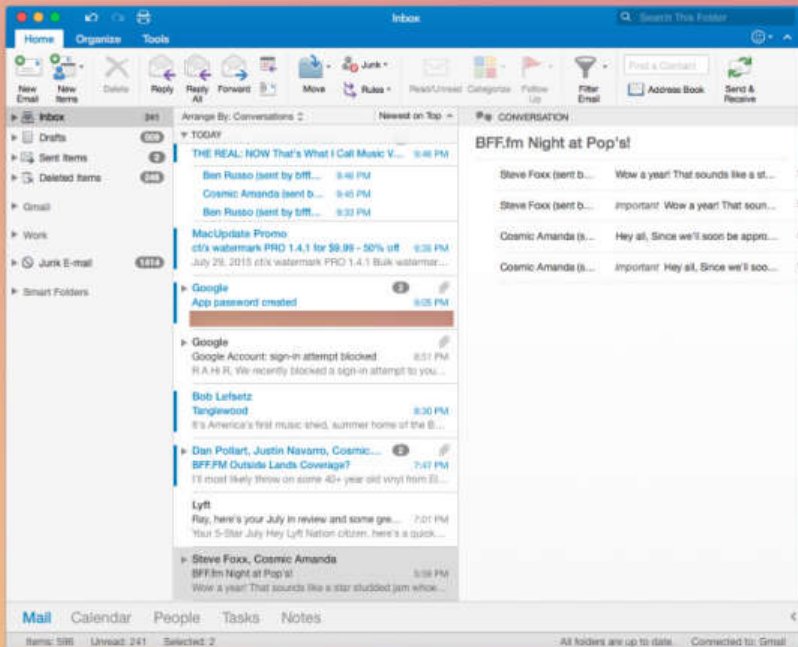 Inbox
Search This Folder
Home Organize Tools
New Email
New Items
Delete
Reply
Reply All
Forward
Move
Junk
Rules
Read/Unread
Categorize
Follow Up
Filter Email
Find a Contact
Address Book
Send & Receive
Inbox 241
Drafts
Sent Items 2
Deleted Items
Gmail
Work
Junk E-mail 1414
Smart Folders
Arrange By: Conversations Newest on Top
TODAY
THE REAL: NOW That's What I Call Music V... 9:46 PM
Ben Russo (sent by bfff... 9:46 PM
Cosmic Amanda (sent b... 9:45 PM
Ben Russo (sent by bfff... 9:33 PM
MacUpdate Promo
ct/x watermark PRO 1.4.1 for $9.99 - 50% off 9:38 PM
July 29, 2015 ct/x watermark PRO 1.4.1 Bulk watermar...
Google 2
App password created 9:05 PM
Google
Google Account: sign-in attempt blocked 8:51 PM
R A Hi R, We recently blocked a sign-in attempt to you...
Bob Lefsetz
Tanglewood 8:30 PM
It's America's first music shed, summer home of the B...
Dan Pollart, Justin Navarro, Cosmic... 2
BFF.FM Outside Lands Coverage? 7:47 PM
I'll most likely throw on some 40+ year old vinyl from El...
Lyft
Ray, here's your July in review and some gre... 7:01 PM
Your 5-Star July Hey Lyft Nation citizen, here's a quick...
Steve Foxx, Cosmic Amanda
BFF.fm Night at Pop's! 5:59 PM
Wow a year! That sounds like a star studded jam whoe...
CONVERSATION
BFF.fm Night at Pop's!
Steve Foxx (sent b... Wow a year! That sounds like a st...
Steve Foxx (sent b... Important Wow a year! That soun...
Cosmic Amanda (s... Hey all, Since we'll soon be appro...
Cosmic Amanda (s... Important Hey all, Since we'll soo...
Mail Calendar People Tasks Notes
Items: 596 Unread: 241 Selected: 2 All folders are up to date. Connected to: Gmail